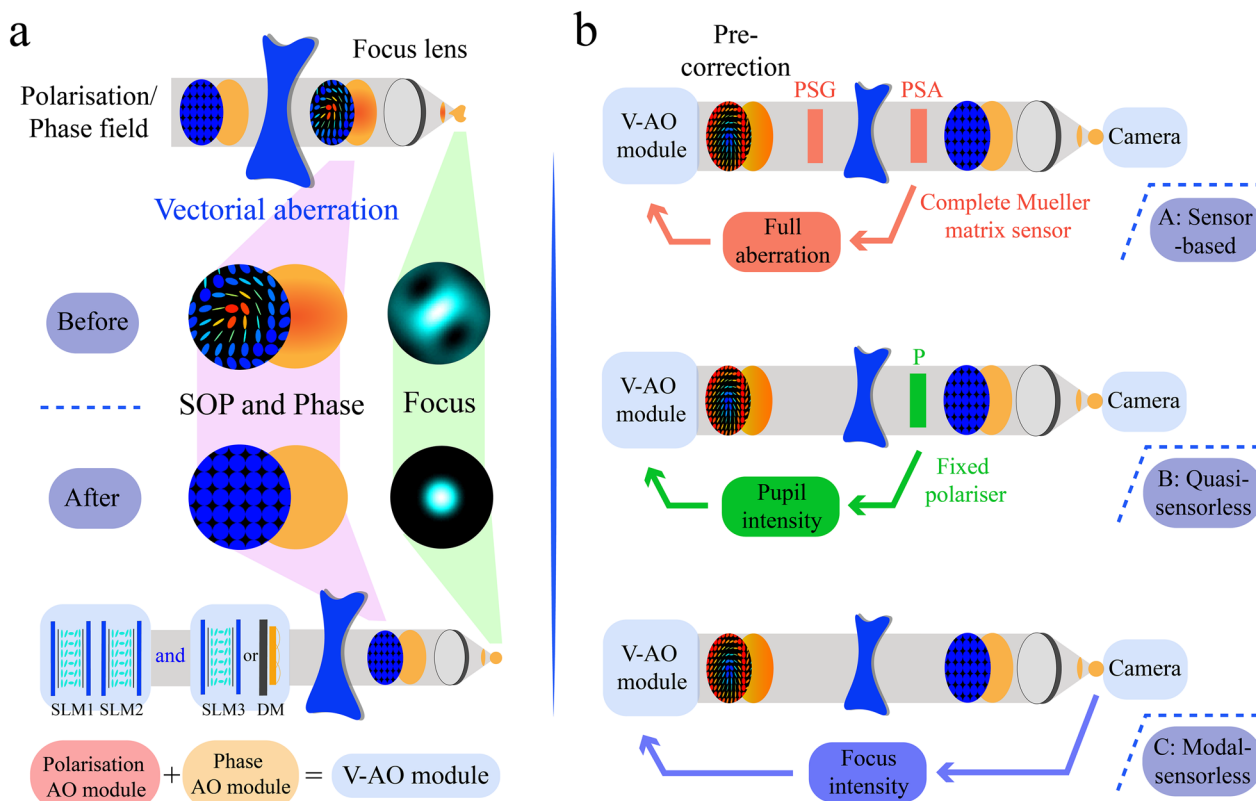 a
Focus lens
Polarisation/
Phase field
Vectorial aberration
Before
SOP and Phase
Focus
After
and
or
SLM1
SLM2
SLM3
DM
Polarisation
AO module
+
Phase
AO module
=
V-AO module
b
Pre-
correction
PSG
PSA
V-AO
module
Camera
Full
aberration
Complete Mueller
matrix sensor
A: Sensor
-based
P
V-AO
module
Camera
Pupil
intensity
Fixed
polariser
B: Quasi-
sensorless
V-AO
module
Camera
Focus
intensity
C: Modal-
sensorless